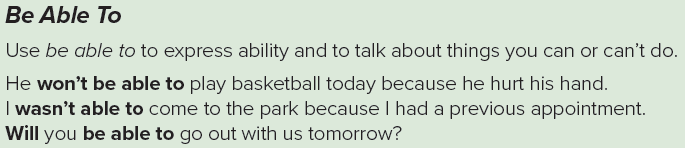 Be Able To
Use be able to to express ability and to talk about things you can or can’t do.
He won’t be able to play basketball today because he hurt his hand.
I wasn’t able to come to the park because I had a previous appointment.
Will you be able to go out with us tomorrow?